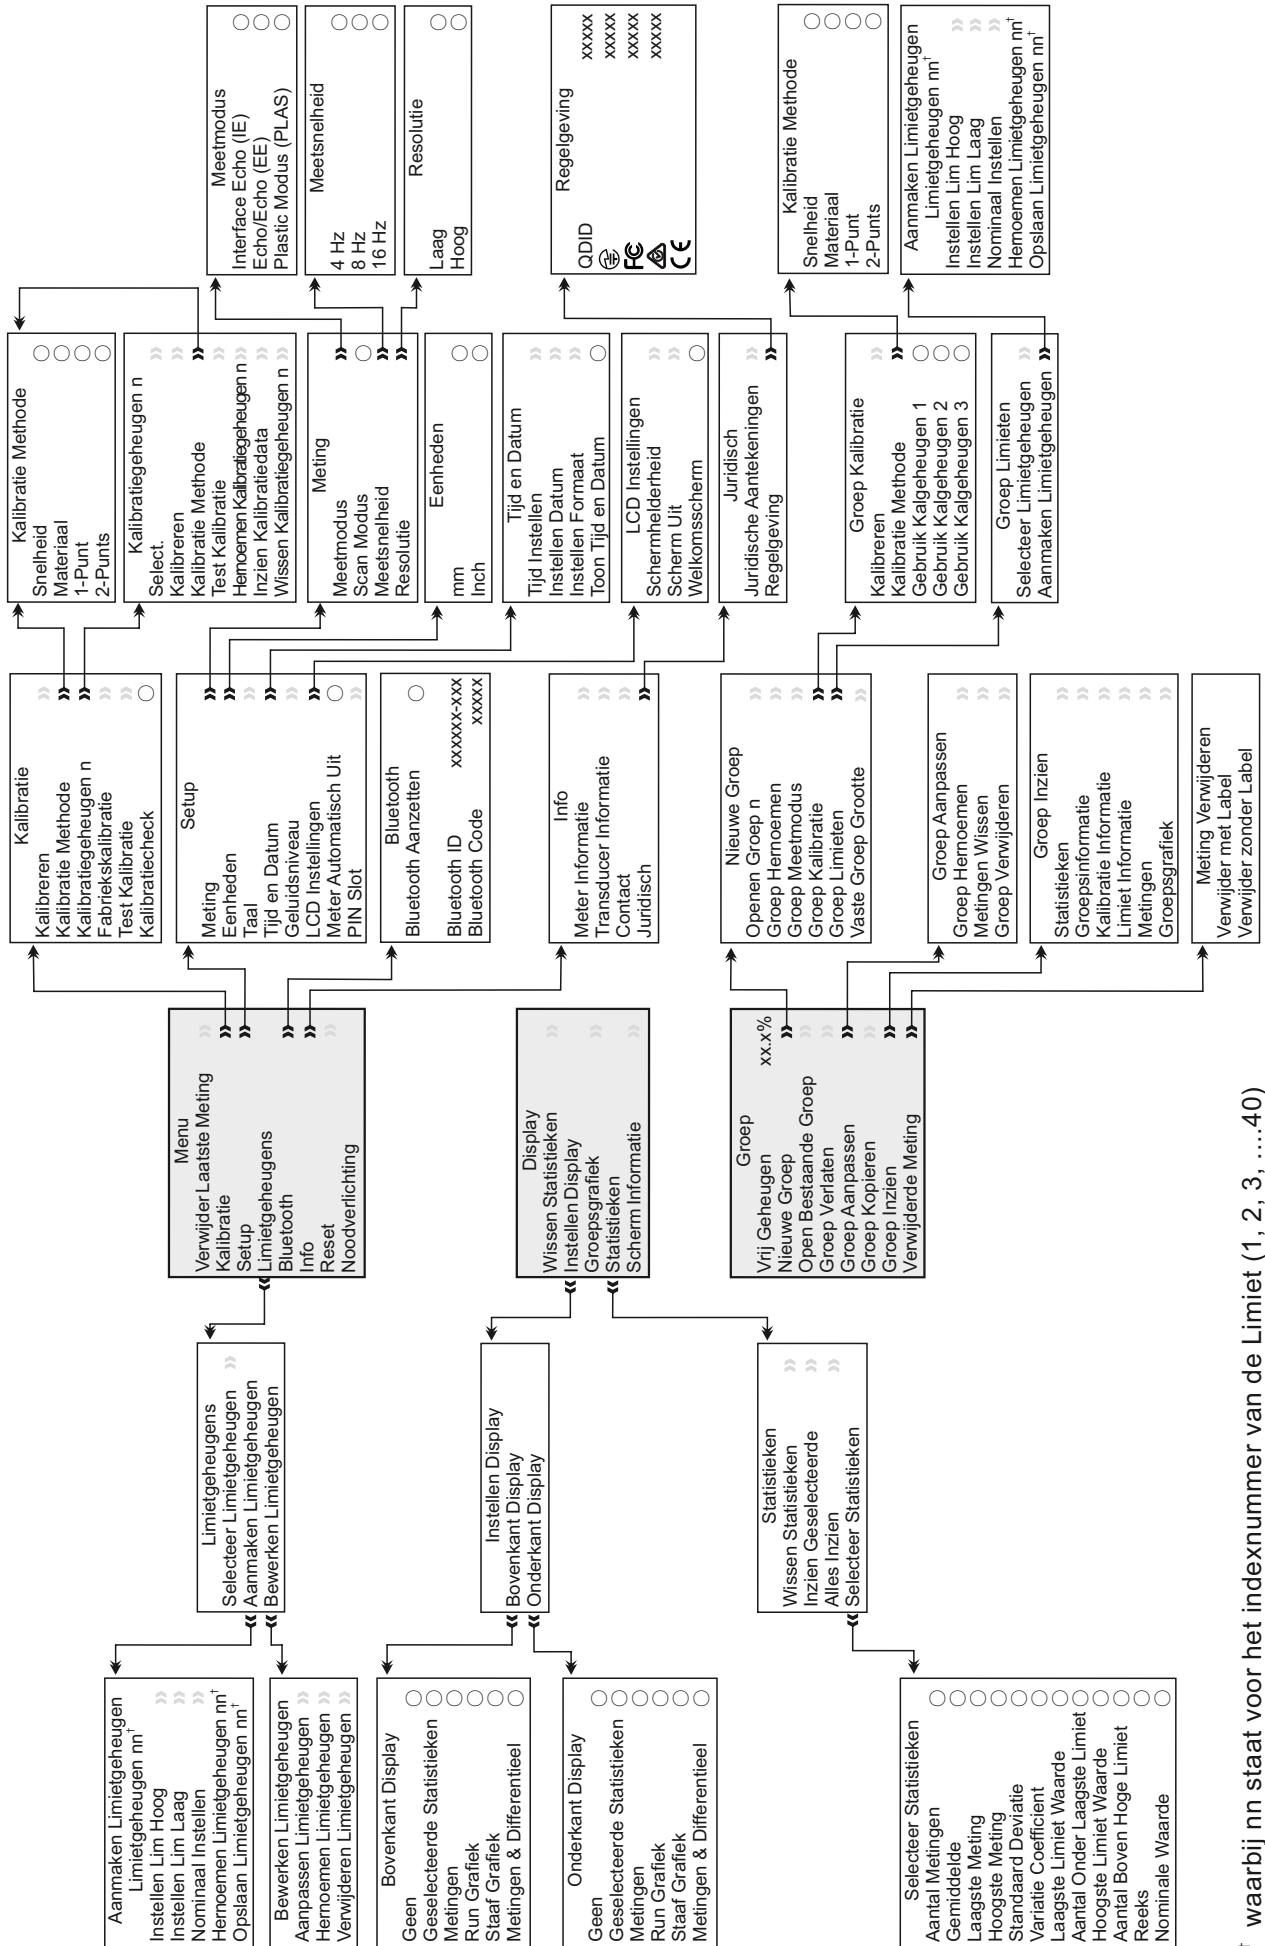 Kalibratie Methode
Snelheid
Materiaal
1-Punt
2-Punts
Kalibratiegeheugen n
Select.
Kalibreren
Kalibratie Methode
Test Kalibratie
Hernoemen Kalibratiegeheugen n
Inzien Kalibratiedata
Wissen Kalibratiegeheugen n
Meting
Meetmodus
Scan Modus
Meetsnelheid
Resolutie
Eenheden
mm
Inch
Tijd en Datum
Tijd Instellen
Instellen Datum
Instellen Formaat
Toon Tijd en Datum
LCD Instellingen
Schermhelderheid
Scherm Uit
Welkomsscherm
Juridisch
Juridische Aantekeningen
Regelgeving
Groep Kalibratie
Kalibreren
Kalibratie Methode
Gebruik Kalgeheugen 1
Gebruik Kalgeheugen 2
Gebruik Kalgeheugen 3
Groep Limieten
Selecteer Limietgeheugen
Aanmaken Limietgeheugen
Meetmodus
Interface Echo (IE)
Echo/Echo (EE)
Plastic Modus (PLAS)
Meetsnelheid
4 Hz
8 Hz
16 Hz
Resolutie
Laag
Hoog
Regelgeving
QDID xxxxx
xxxxx
FC xxxxx
xxxxx
CE
Kalibratie Methode
Snelheid
Materiaal
1-Punt
2-Punts
Aanmaken Limietgeheugen
Limietgeheugen nn†
Instellen Lim Hoog
Instellen Lim Laag
Nominaal Instellen
Hernoemen Limietgeheugen nn†
Opslaan Limietgeheugen nn†
Kalibratie
Kalibreren
Kalibratie Methode
Kalibratiegeheugen n
Fabriekskalibratie
Test Kalibratie
Kalibratiecheck
Setup
Meting
Eenheden
Taal
Tijd en Datum
Geluidsniveau
LCD Instellingen
Meter Automatisch Uit
PIN Slot
Bluetooth
Bluetooth Aanzetten
Bluetooth ID xxxxxx-xxx
Bluetooth Code xxxxx
Info
Meter Informatie
Transducer Informatie
Contact
Juridisch
Nieuwe Groep
Openen Groep n
Groep Hernoemen
Groep Meetmodus
Groep Kalibratie
Groep Limieten
Vaste Groep Grootte
Groep Aanpassen
Groep Hernoemen
Metingen Wissen
Groep Verwijderen
Groep Inzien
Statistieken
Groepsinformatie
Kalibratie Informatie
Limiet Informatie
Metingen
Groepsgrafiek
Meting Verwijderen
Verwijder met Label
Verwijder zonder Label
Menu
Verwijder Laatste Meting
Kalibratie
Setup
Limietgeheugens
Bluetooth
Info
Reset
Noodverlichting
Display
Wissen Statistieken
Instellen Display
Groepsgrafiek
Statistieken
Scherm Informatie
Groep
Vrij Geheugen xx.x%
Nieuwe Groep
Open Bestaande Groep
Groep Verlaten
Groep Aanpassen
Groep Kopieren
Groep Inzien
Verwijderde Meting
Limietgeheugens
Selecteer Limietgeheugen
Aanmaken Limietgeheugen
Bewerken Limietgeheugen
Instellen Display
Bovenkant Display
Onderkant Display
Statistieken
Wissen Statistieken
Inzien Geselecteerde
Alles Inzien
Selecteer Statistieken
Aanmaken Limietgeheugen
Limietgeheugen nn†
Instellen Lim Hoog
Instellen Lim Laag
Nominaal Instellen
Hernoemen Limietgeheugen nn†
Opslaan Limietgeheugen nn†
Bewerken Limietgeheugen
Aanpassen Limietgeheugen
Hernoemen Limietgeheugen
Verwijderen Limietgeheugen
Bovenkant Display
Geen
Geselecteerde Statistieken
Metingen
Run Grafiek
Staaf Grafiek
Metingen & Differentieel
Onderkant Display
Geen
Geselecteerde Statistieken
Metingen
Run Grafiek
Staaf Grafiek
Metingen & Differentieel
Selecteer Statistieken
Aantal Metingen
Gemiddelde
Laagste Meting
Hoogste Meting
Standaard Deviatie
Variatie Coefficient
Laagste Limiet Waarde
Aantal Onder Laagste Limiet
Hoogste Limiet Waarde
Aantal Boven Hoge Limiet
Reeks
Nominale Waarde
† waarbij nn staat voor het indexnummer van de Limiet (1, 2, 3, ....40)